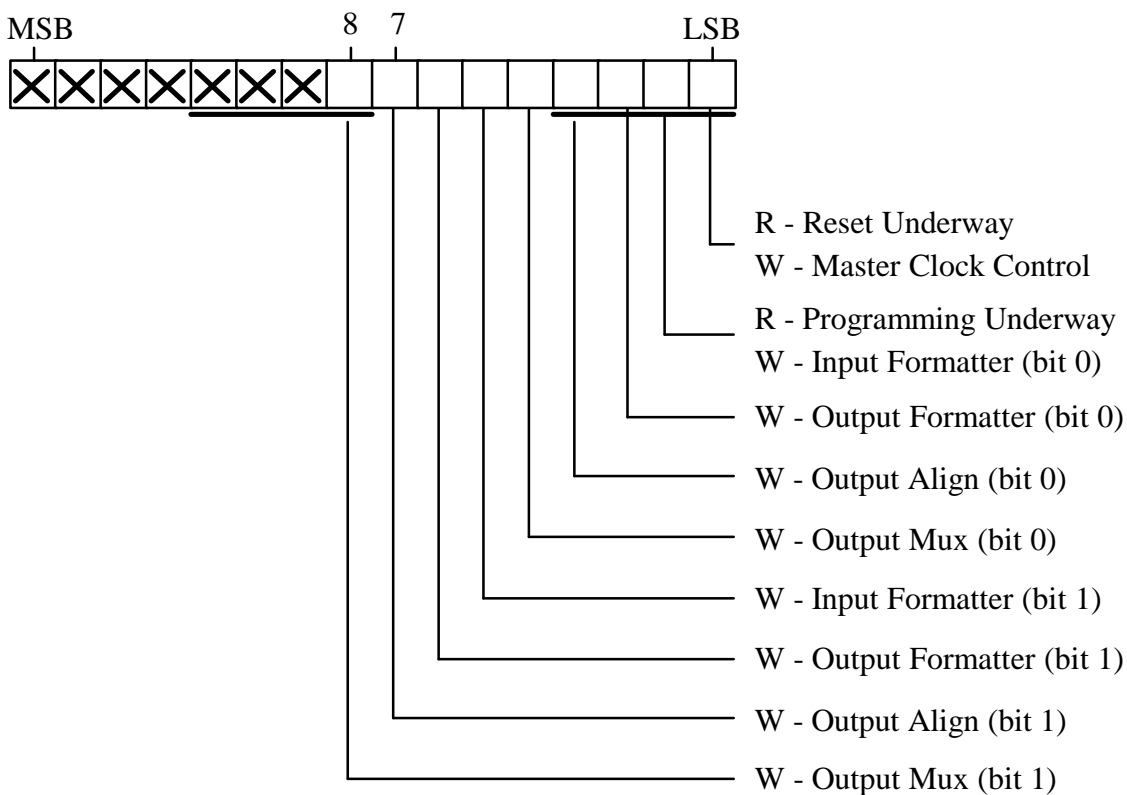 MSB 8 7 LSB
R - Reset Underway
W - Master Clock Control
R - Programming Underway
W - Input Formatter (bit 0)
W - Output Formatter (bit 0)
W - Output Align (bit 0)
W - Output Mux (bit 0)
W - Input Formatter (bit 1)
W - Output Formatter (bit 1)
W - Output Align (bit 1)
W - Output Mux (bit 1)